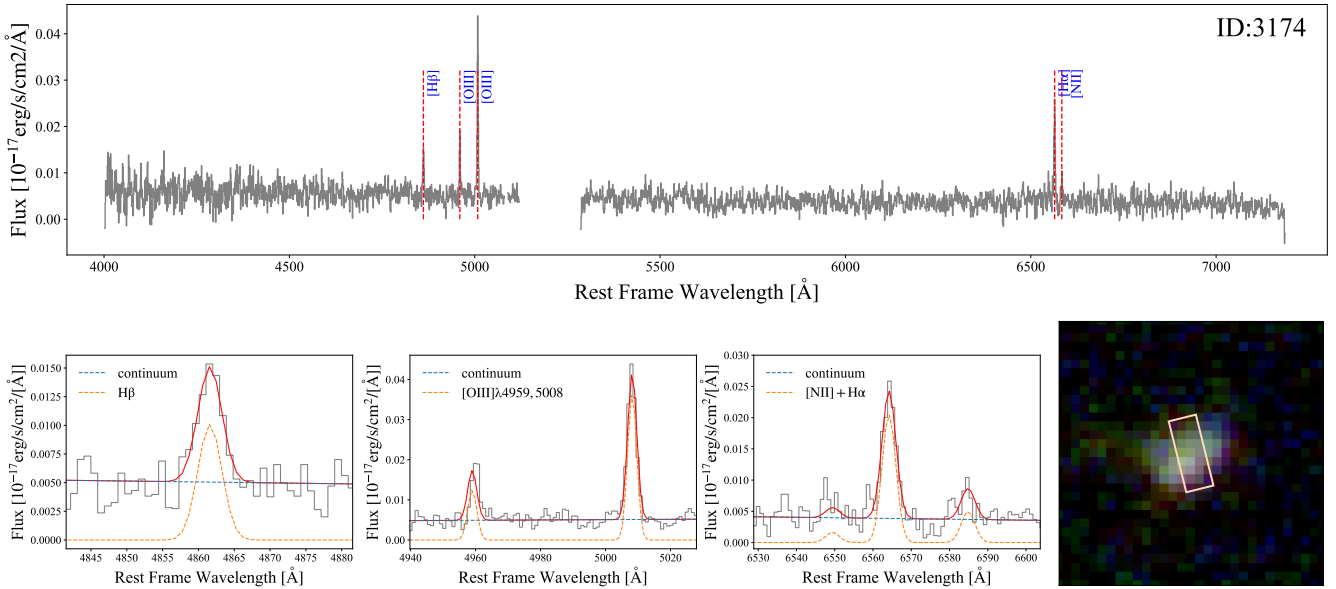 ID:3174
Flux [10⁻¹⁷erg/s/cm2/Å]
0.04
0.03
0.02
0.01
0.00
[Hβ]
[OIII]
[OIII]
[Hα]
[NII]
4000 4500 5000 5500 6000 6500 7000
Rest Frame Wavelength [Å]
Flux [10⁻¹⁷erg/s/cm²/[Å]
0.0150
0.0125
0.0100
0.0075
0.0050
0.0025
0.0000
continuum
Hβ
4845 4850 4855 4860 4865 4870 4875 4880
Rest Frame Wavelength [Å]
Flux [10⁻¹⁷erg/s/cm²/[Å]
0.04
0.03
0.02
0.01
0.00
continuum
[OIII]λ4959,5008
4940 4960 4980 5000 5020
Rest Frame Wavelength [Å]
Flux [10⁻¹⁷erg/s/cm²/[Å]
0.030
0.025
0.020
0.015
0.010
0.005
0.000
continuum
[NII]+Hα
6530 6540 6550 6560 6570 6580 6590 6600
Rest Frame Wavelength [Å]